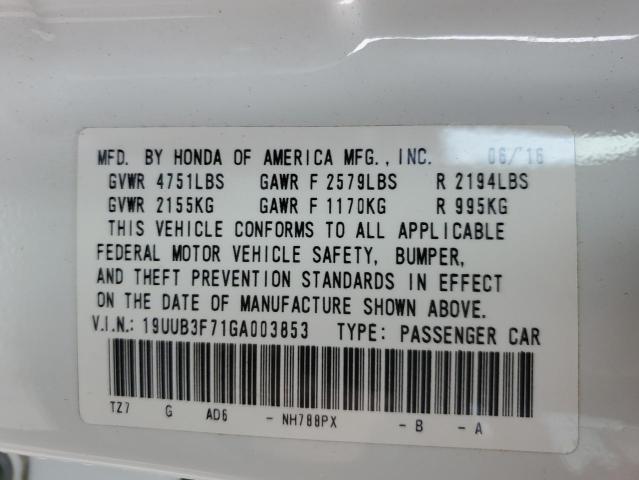 MFD. BY HONDA OF AMERICA MFG., INC. 06/'16
GVWR 4751LBS GAWR F 2579LBS R 2194LBS
GVWR 2155KG GAWR F 1170KG R 995KG
THIS VEHICLE CONFORMS TO ALL APPLICABLE
FEDERAL MOTOR VEHICLE SAFETY, BUMPER,
AND THEFT PREVENTION STANDARDS IN EFFECT
ON THE DATE OF MANUFACTURE SHOWN ABOVE.
V.I.N.: 19UUB3F71GA003853 TYPE: PASSENGER CAR
TZ7 G AD6 - NH788PX - B - A